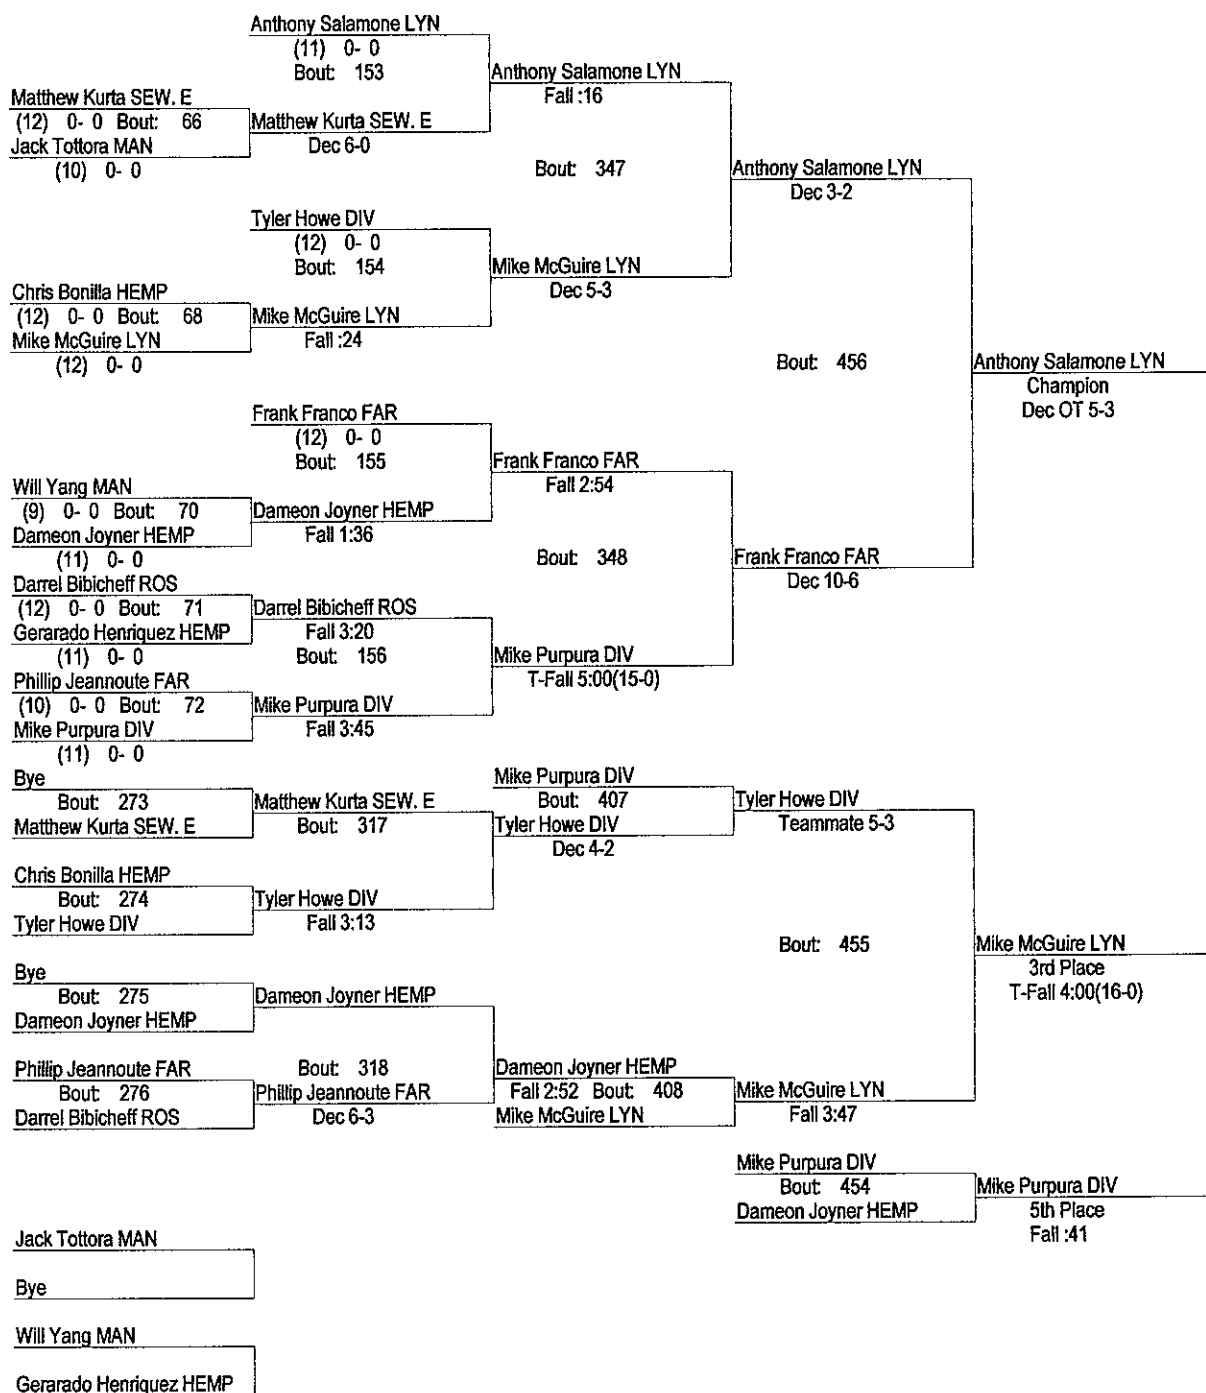 Anthony Salamone LYN
(11) 0- 0
Bout: 153
Anthony Salamone LYN
Fall :16
Matthew Kurta SEW. E
(12) 0- 0 Bout: 66
Matthew Kurta SEW. E
Dec 6-0
Jack Tottora MAN
(10) 0- 0
Bout: 347
Anthony Salamone LYN
Dec 3-2
Tyler Howe DIV
(12) 0- 0
Bout: 154
Mike McGuire LYN
Dec 5-3
Chris Bonilla HEMP
(12) 0- 0 Bout: 68
Mike McGuire LYN
Fall :24
Mike McGuire LYN
(12) 0- 0
Bout: 456
Anthony Salamone LYN
Champion
Dec OT 5-3
Frank Franco FAR
(12) 0- 0
Bout: 155
Frank Franco FAR
Fall 2:54
Will Yang MAN
(9) 0- 0 Bout: 70
Dameon Joyner HEMP
Fall 1:36
Dameon Joyner HEMP
(11) 0- 0
Bout: 348
Frank Franco FAR
Dec 10-6
Darrel Bibicheff ROS
(12) 0- 0 Bout: 71
Darrel Bibicheff ROS
Fall 3:20
Gerarado Henriquez HEMP
(11) 0- 0
Bout: 156
Mike Purpura DIV
T-Fall 5:00(15-0)
Phillip Jeannoute FAR
(10) 0- 0 Bout: 72
Mike Purpura DIV
Fall 3:45
Mike Purpura DIV
(11) 0- 0
Bye
Bout: 273
Matthew Kurta SEW. E
Matthew Kurta SEW. E
Bout: 317
Mike Purpura DIV
Bout: 407
Tyler Howe DIV
Dec 4-2
Tyler Howe DIV
Teammate 5-3
Chris Bonilla HEMP
Bout: 274
Tyler Howe DIV
Tyler Howe DIV
Fall 3:13
Bout: 455
Mike McGuire LYN
3rd Place
T-Fall 4:00(16-0)
Bye
Bout: 275
Dameon Joyner HEMP
Dameon Joyner HEMP
Phillip Jeannoute FAR
Bout: 276
Darrel Bibicheff ROS
Bout: 318
Phillip Jeannoute FAR
Dec 6-3
Dameon Joyner HEMP
Fall 2:52 Bout: 408
Mike McGuire LYN
Mike McGuire LYN
Fall 3:47
Mike Purpura DIV
Bout: 454
Dameon Joyner HEMP
Mike Purpura DIV
5th Place
Fall :41
Jack Tottora MAN
Bye
Will Yang MAN
Gerarado Henriquez HEMP